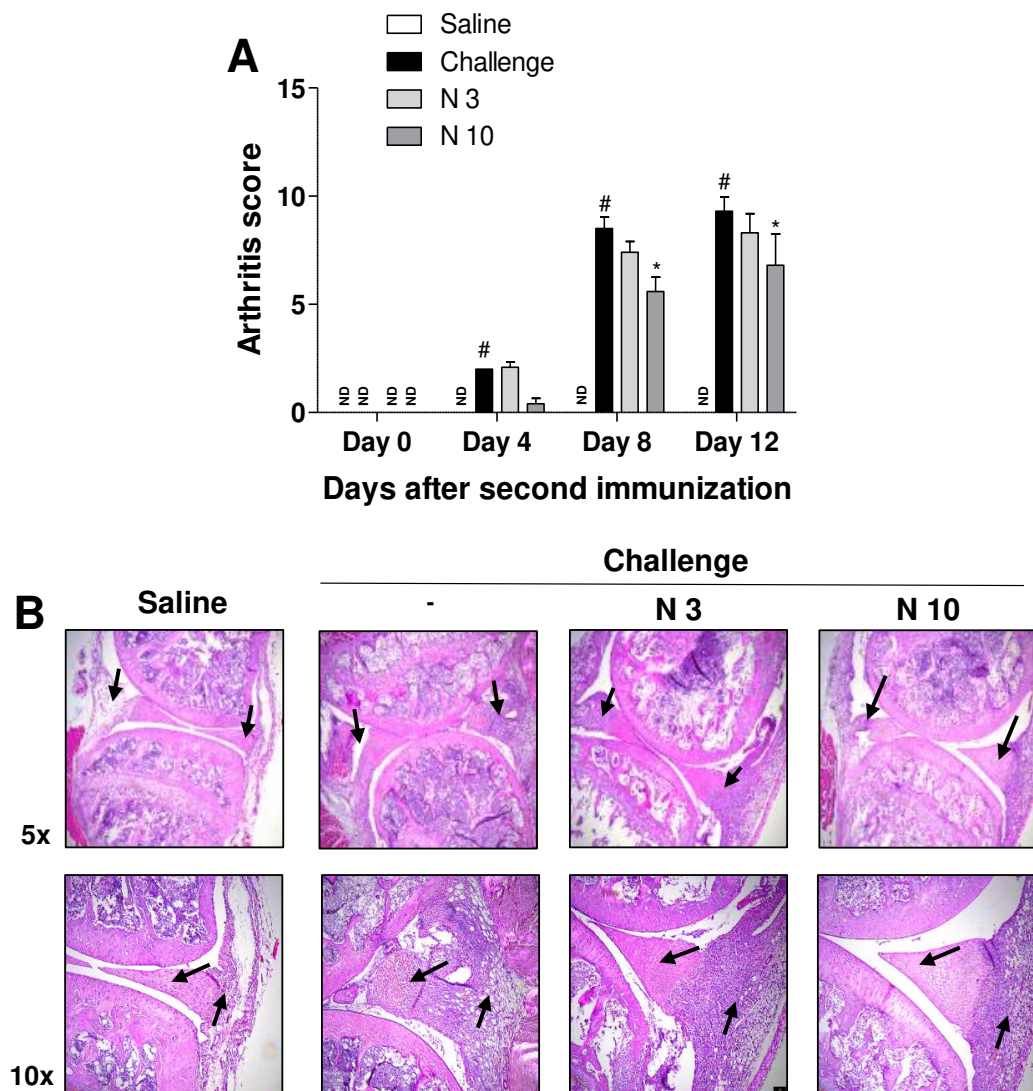 A
Saline
Challenge
N 3
N 10
15
10
5
0
Arthritis score
ND ND ND ND
ND
#
ND
#
*
ND
#
*
Day 0 Day 4 Day 8 Day 12
Days after second immunization
B
Challenge
Saline - N 3 N 10
5x
10x